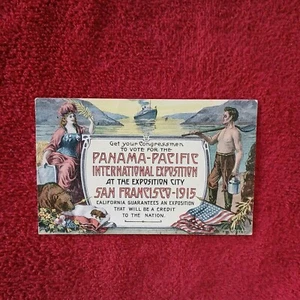 Get your Congressmen
TO VOTE FOR THE
PANAMA-PACIFIC
INTERNATIONAL EXPOSITION
AT THE EXPOSITION CITY
SAN FRANCISCO-1915
CALIFORNIA GUARANTEES AN EXPOSITION
THAT WILL BE A CREDIT
TO THE NATION.